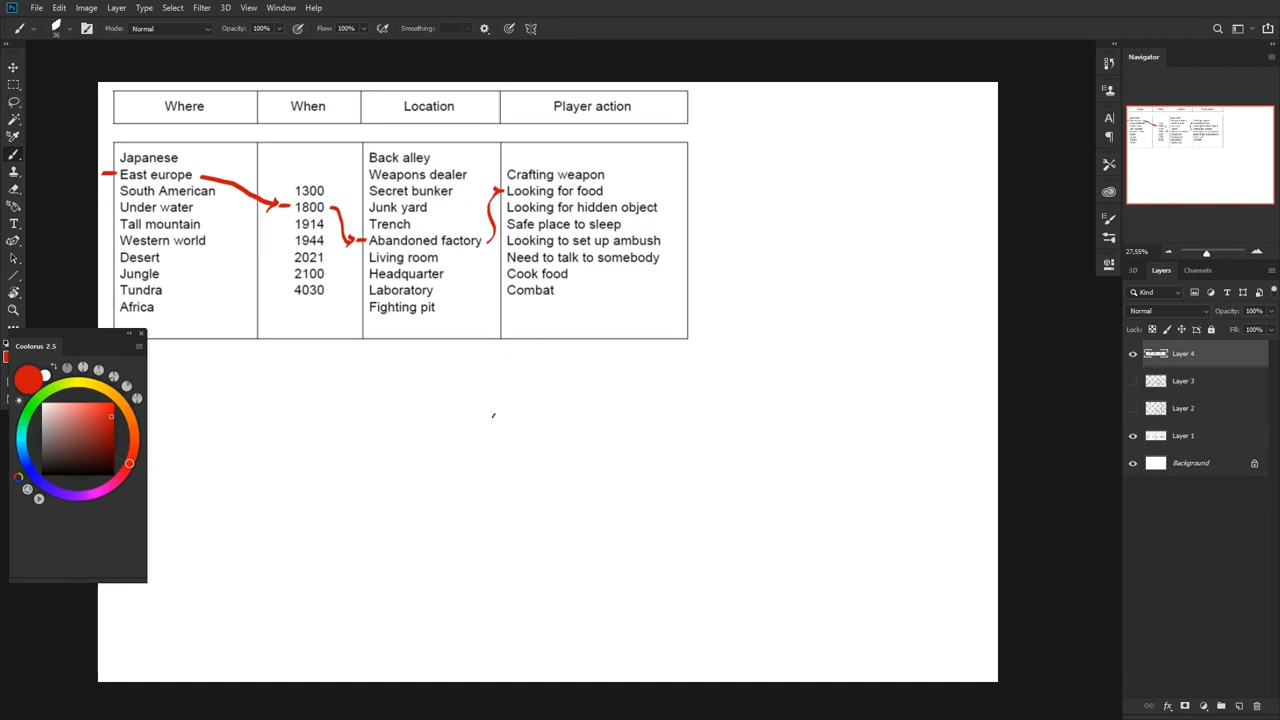 File Edit Image Layer Type Select Filter 3D View Window Help
Mode: Normal Opacity: 100% Flow: 100% Smoothing:
Where When Location Player action
Japanese Back alley
East europe Weapons dealer Crafting weapon
South American 1300 Secret bunker Looking for food
Under water 1800 Junk yard Looking for hidden object
Tall mountain 1914 Trench Safe place to sleep
Western world 1944 Abandoned factory Looking to set up ambush
Desert 2021 Living room Need to talk to somebody
Jungle 2100 Headquarter Cook food
Tundra 4030 Laboratory Combat
Africa Fighting pit
Coolorus 2.5
Navigator
27,55%
3D Layers Channels
Kind
Normal Opacity: 100%
Lock: Fill: 100%
Layer 4
Layer 3
Layer 2
Layer 1
Background